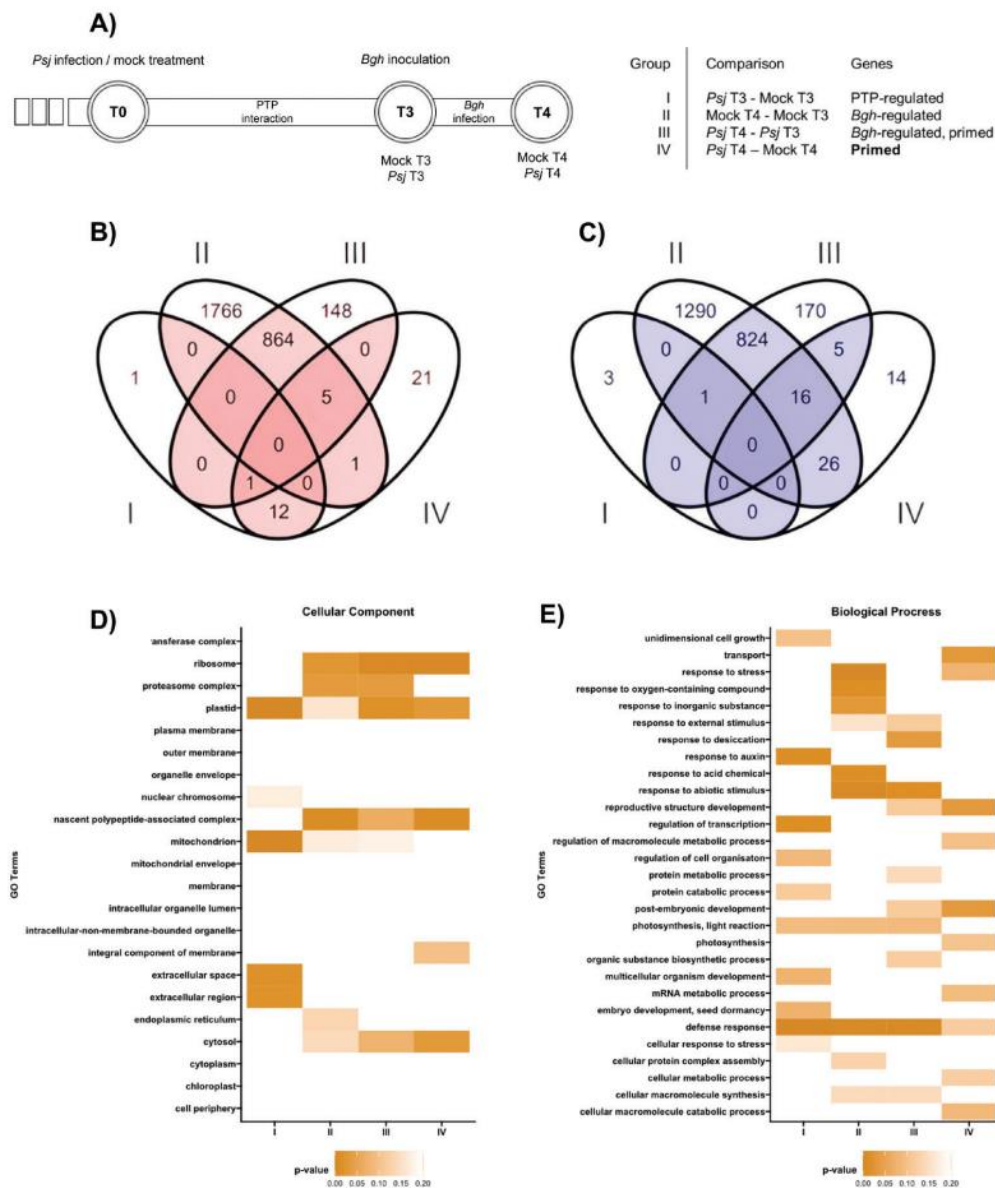 A)
Psj infection / mock treatment
Bgh inoculation
T0
PTP
interaction
T3
Bgh
infection
T4
Mock T3
Psj T3
Mock T4
Psj T4
Group Comparison Genes
I Psj T3 - Mock T3 PTP-regulated
II Mock T4 - Mock T3 Bgh-regulated
III Psj T4 - Psj T3 Bgh-regulated, primed
IV Psj T4 – Mock T4 Primed
B)
II III
1766 148
864
0 0
1 21
0 5
0
0 1
1 0
12
I IV
C)
II III
1290 170
824
0 5
3 14
1 16
0
0 26
0 0
0
I IV
D)
Cellular Component
GO Terms
ransferase complex
ribosome
proteasome complex
plastid
plasma membrane
outer membrane
organelle envelope
nuclear chromosome
nascent polypeptide-associated complex
mitochondrion
mitochondrial envelope
membrane
intracellular organelle lumen
intracellular-non-membrane-bounded organelle
integral component of membrane
extracellular space
extracellular region
endoplasmic reticulum
cytosol
cytoplasm
chloroplast
cell periphery
I II III IV
p-value
0.00 0.05 0.10 0.15 0.20
E)
Biological Procress
GO Terms
unidimensional cell growth
transport
response to stress
response to oxygen-containing compound
response to inorganic substance
response to external stimulus
response to desiccation
response to auxin
response to acid chemical
response to abiotic stimulus
reproductive structure development
regulation of transcription
regulation of macromolecule metabolic process
regulation of cell organisaton
protein metabolic process
protein catabolic process
post-embryonic development
photosynthesis, light reaction
photosynthesis
organic substance biosynthetic process
multicellular organism development
mRNA metabolic process
embryo development, seed dormancy
defense response
cellular response to stress
cellular protein complex assembly
cellular metabolic process
cellular macromolecule synthesis
cellular macromolecule catabolic process
I II III IV
p-value
0.00 0.05 0.10 0.15 0.20